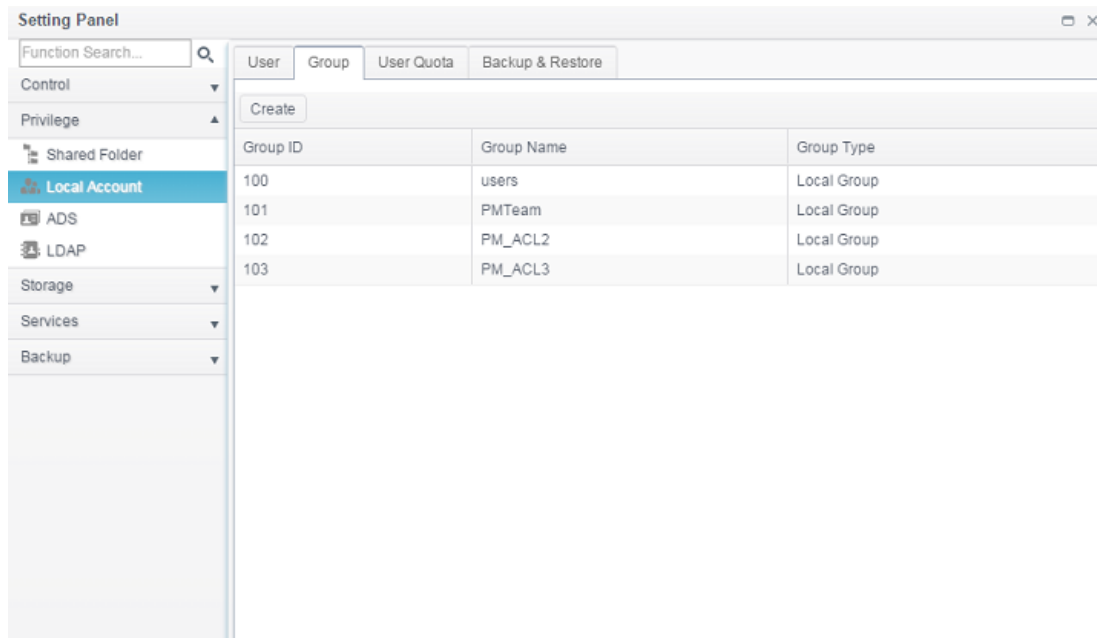 Setting Panel
Function Search...
Control
Privilege
Shared Folder
Local Account
ADS
LDAP
Storage
Services
Backup
User Group User Quota Backup & Restore
Create
Group ID Group Name Group Type
100 users Local Group
101 PMTeam Local Group
102 PM_ACL2 Local Group
103 PM_ACL3 Local Group